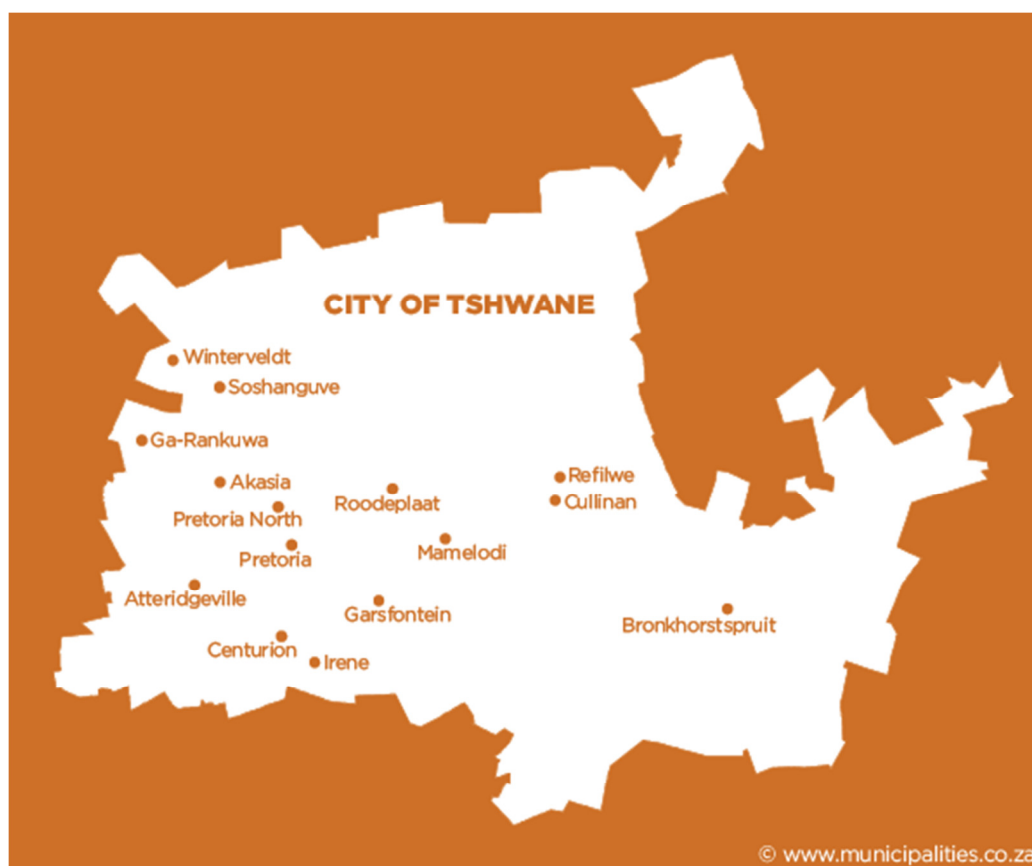 CITY OF TSHWANE
Winterveldt
Soshanguve
Ga-Rankuwa
Akasia
Refilwe
Roodeplaat
Cullinan
Pretoria North
Pretoria
Mamelodi
Atteridgeville
Garsfontein
Bronkhorstspruit
Centurion
Irene
© www.municipalities.co.za